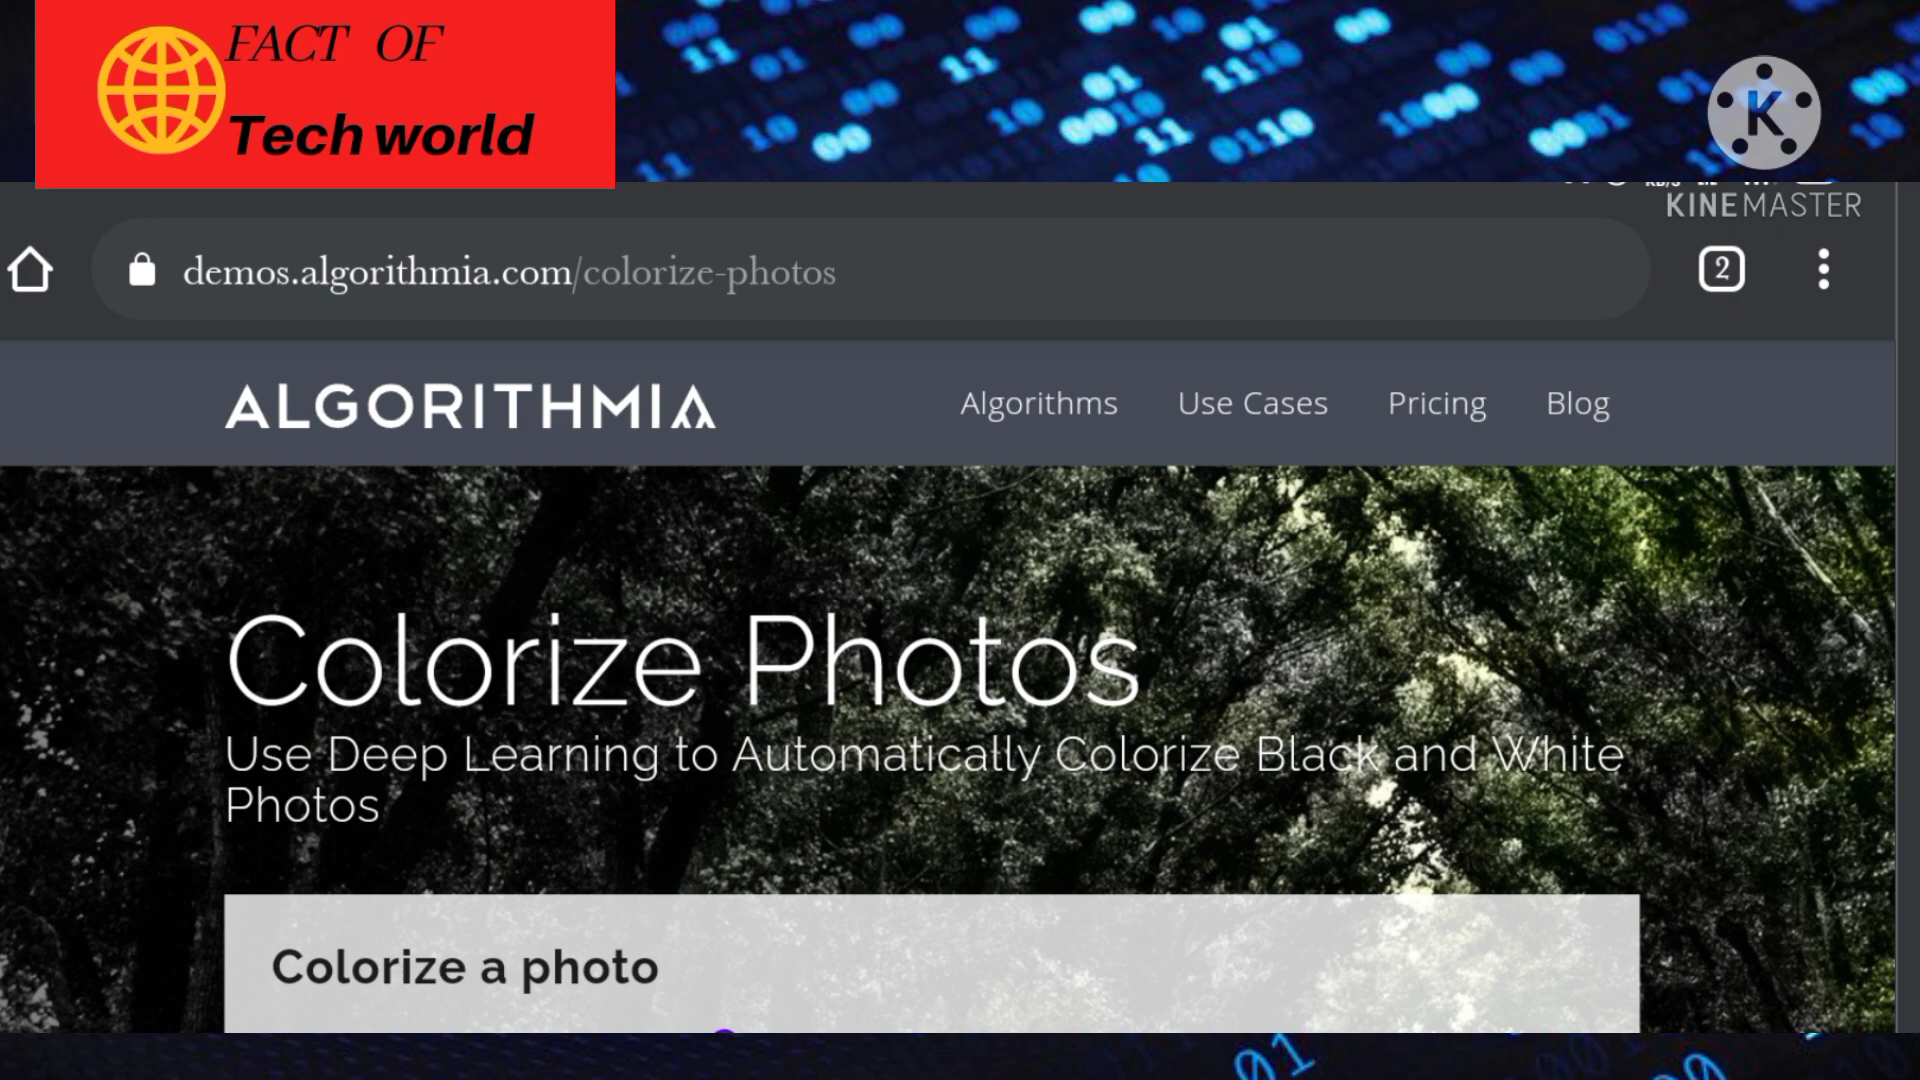 FACT OF
Tech world
K
KINEMASTER
demos.algorithmia.com/colorize-photos
2
ALGORITHMIA
Algorithms Use Cases Pricing Blog
Colorize Photos
Use Deep Learning to Automatically Colorize Black and White
Photos
Colorize a photo